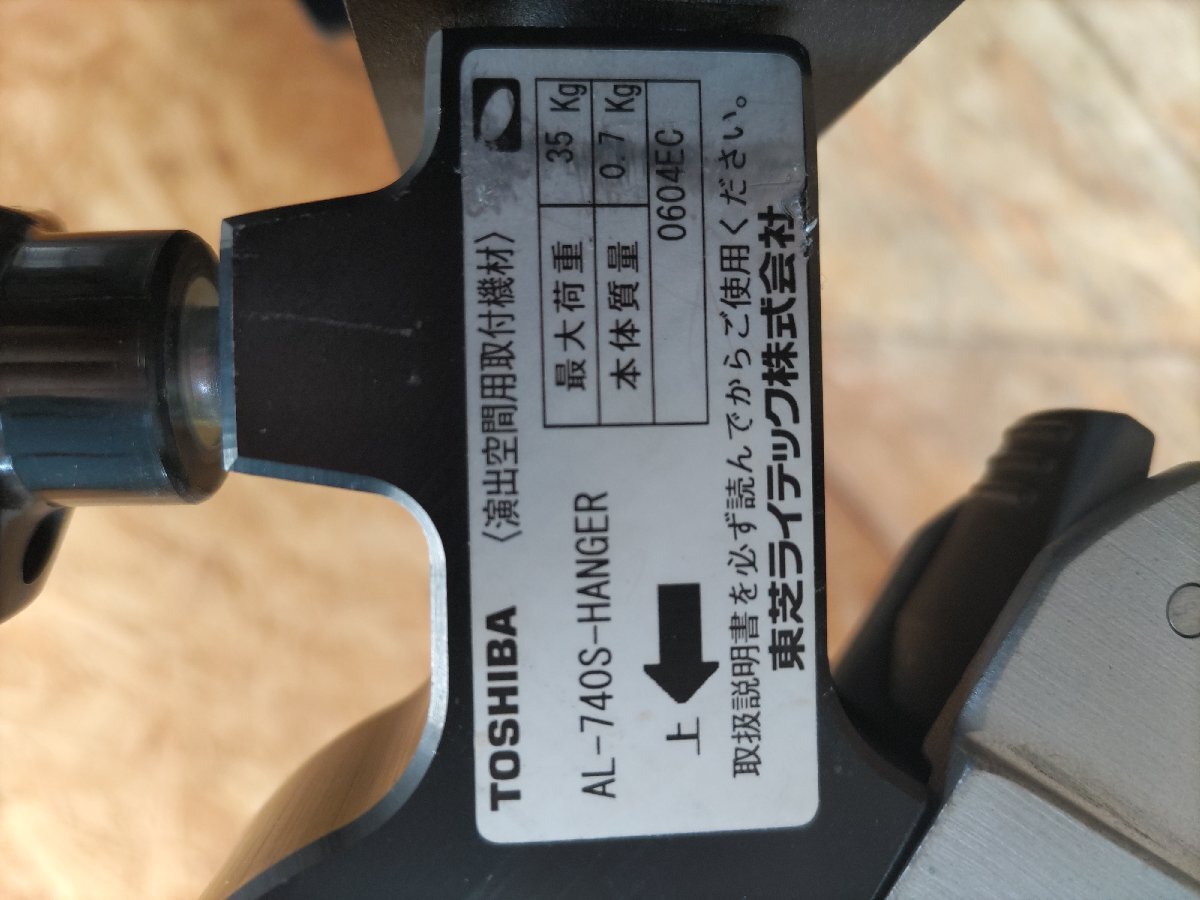 TOSHIBA 〈演出空間用取付機材〉
AL-740S-HANGER
最大荷重 35 Kg
本体質量 0.7 Kg
0604EC
上
取扱説明書を必ず読んでからご使用ください。
東芝ライテック株式会社